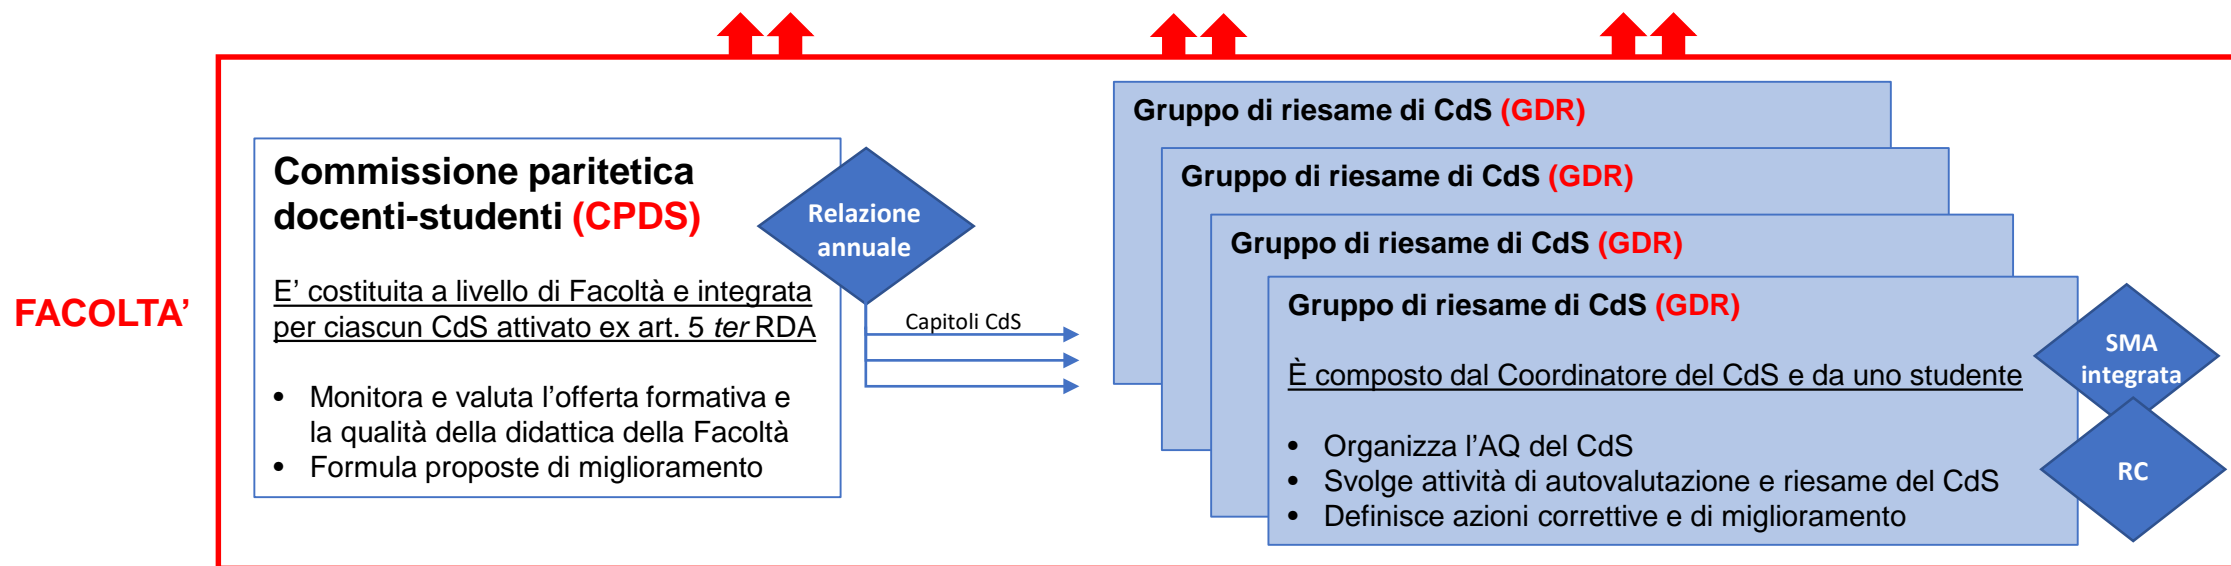 FACOLTA’
Commissione paritetica
docenti-studenti (CPDS)
E’ costituita a livello di Facoltà e integrata
per ciascun CdS attivato ex art. 5 ter RDA
• Monitora e valuta l’offerta formativa e
la qualità della didattica della Facoltà
• Formula proposte di miglioramento
Relazione
annuale
Capitoli CdS
Gruppo di riesame di CdS (GDR)
Gruppo di riesame di CdS (GDR)
Gruppo di riesame di CdS (GDR)
Gruppo di riesame di CdS (GDR)
È composto dal Coordinatore del CdS e da uno studente
• Organizza l’AQ del CdS
• Svolge attività di autovalutazione e riesame del CdS
• Definisce azioni correttive e di miglioramento
SMA
integrata
RC